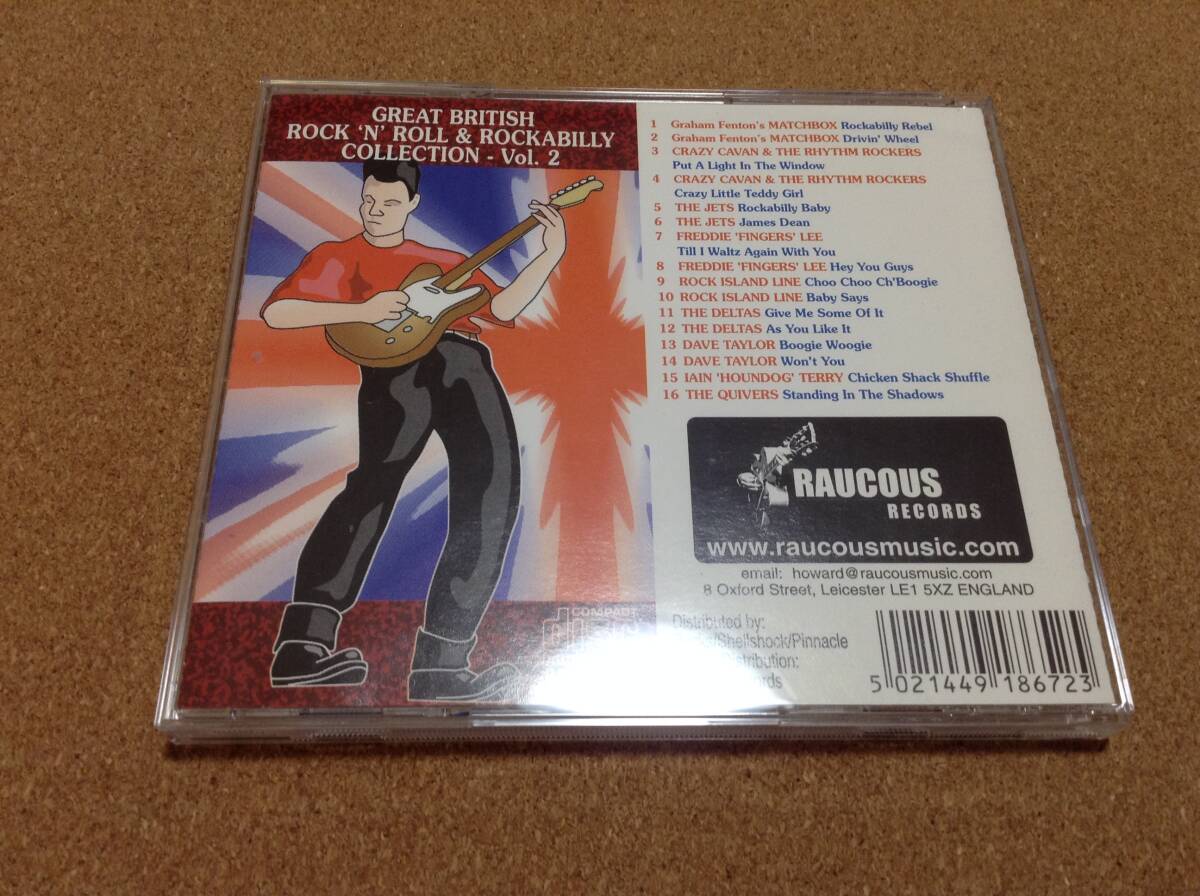 GREAT BRITISH
ROCK 'N' ROLL & ROCKABILLY
COLLECTION - Vol. 2
1 Graham Fenton's MATCHBOX Rockabilly Rebel
2 Graham Fenton's MATCHBOX Drivin' Wheel
3 CRAZY CAVAN & THE RHYTHM ROCKERS
Put A Light In The Window
4 CRAZY CAVAN & THE RHYTHM ROCKERS
Crazy Little Teddy Girl
5 THE JETS Rockabilly Baby
6 THE JETS James Dean
7 FREDDIE 'FINGERS' LEE
Till I Waltz Again With You
8 FREDDIE 'FINGERS' LEE Hey You Guys
9 ROCK ISLAND LINE Choo Choo Ch'Boogie
10 ROCK ISLAND LINE Baby Says
11 THE DELTAS Give Me Some Of It
12 THE DELTAS As You Like It
13 DAVE TAYLOR Boogie Woogie
14 DAVE TAYLOR Won't You
15 IAIN 'HOUNDOG' TERRY Chicken Shack Shuffle
16 THE QUIVERS Standing In The Shadows
RAUCOUS
RECORDS
www.raucousmusic.com
email: howard@raucousmusic.com
8 Oxford Street, Leicester LE1 5XZ ENGLAND
COMPACT
disc
Distributed by:
/Shellshock/Pinnacle
5 021449 186723